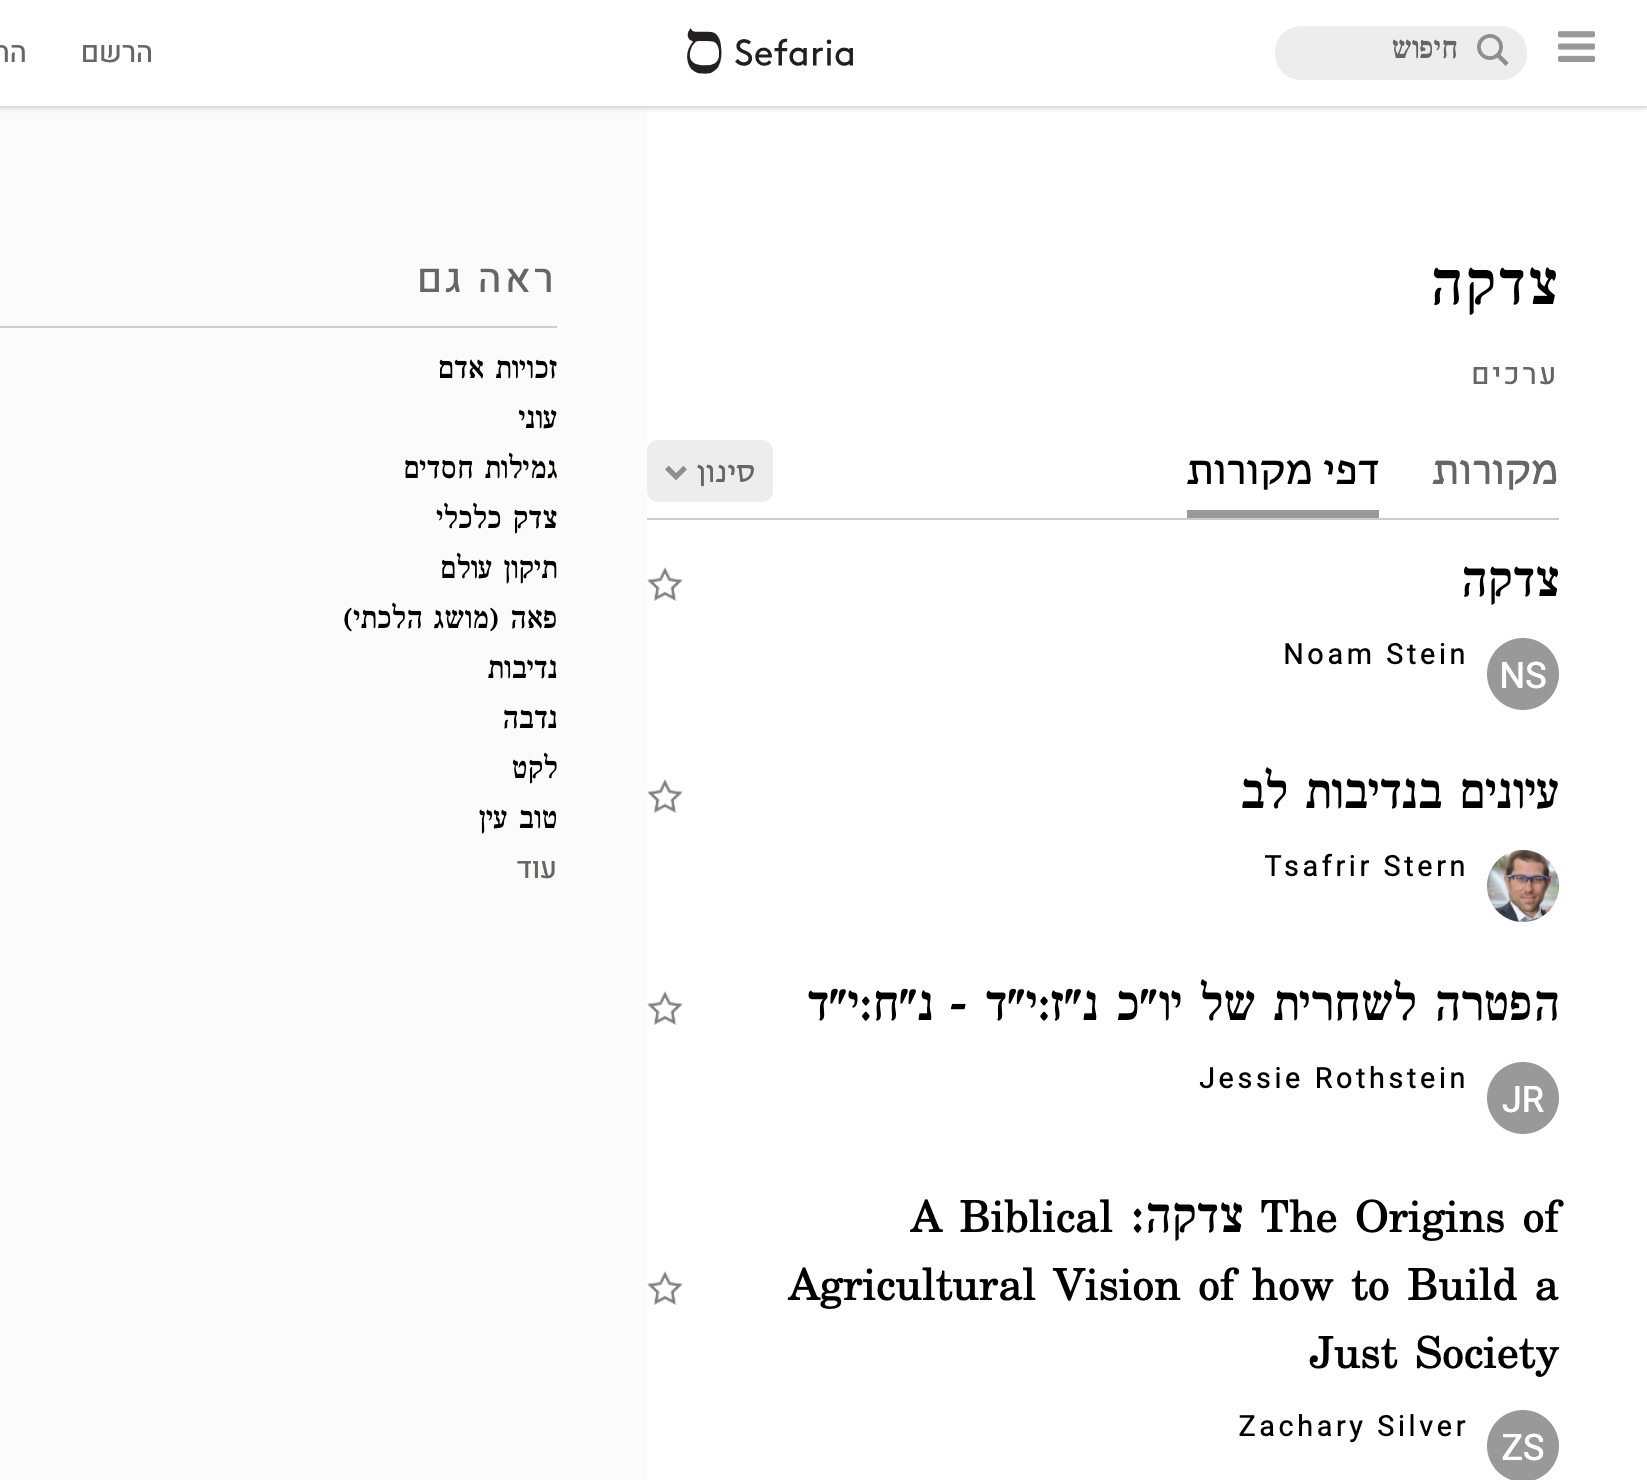 חיפוש
Sefaria
הרשם
צדקה
ערכים
מקורות
דפי מקורות
סינון
צדקה
Noam Stein
NS
עיונים בנדיבות לב
Tsafrir Stern
הפטרה לשחרית של יו"כ נ"ז:י"ד - נ"ח:י"ד
Jessie Rothstein
JR
The Origins of צדקה: A Biblical
Agricultural Vision of how to Build a
Just Society
Zachary Silver
ZS
ראה גם
זכויות אדם
עוני
גמילות חסדים
צדק כלכלי
תיקון עולם
פאה (מושג הלכתי)
נדיבות
נדבה
לקט
טוב עין
עוד